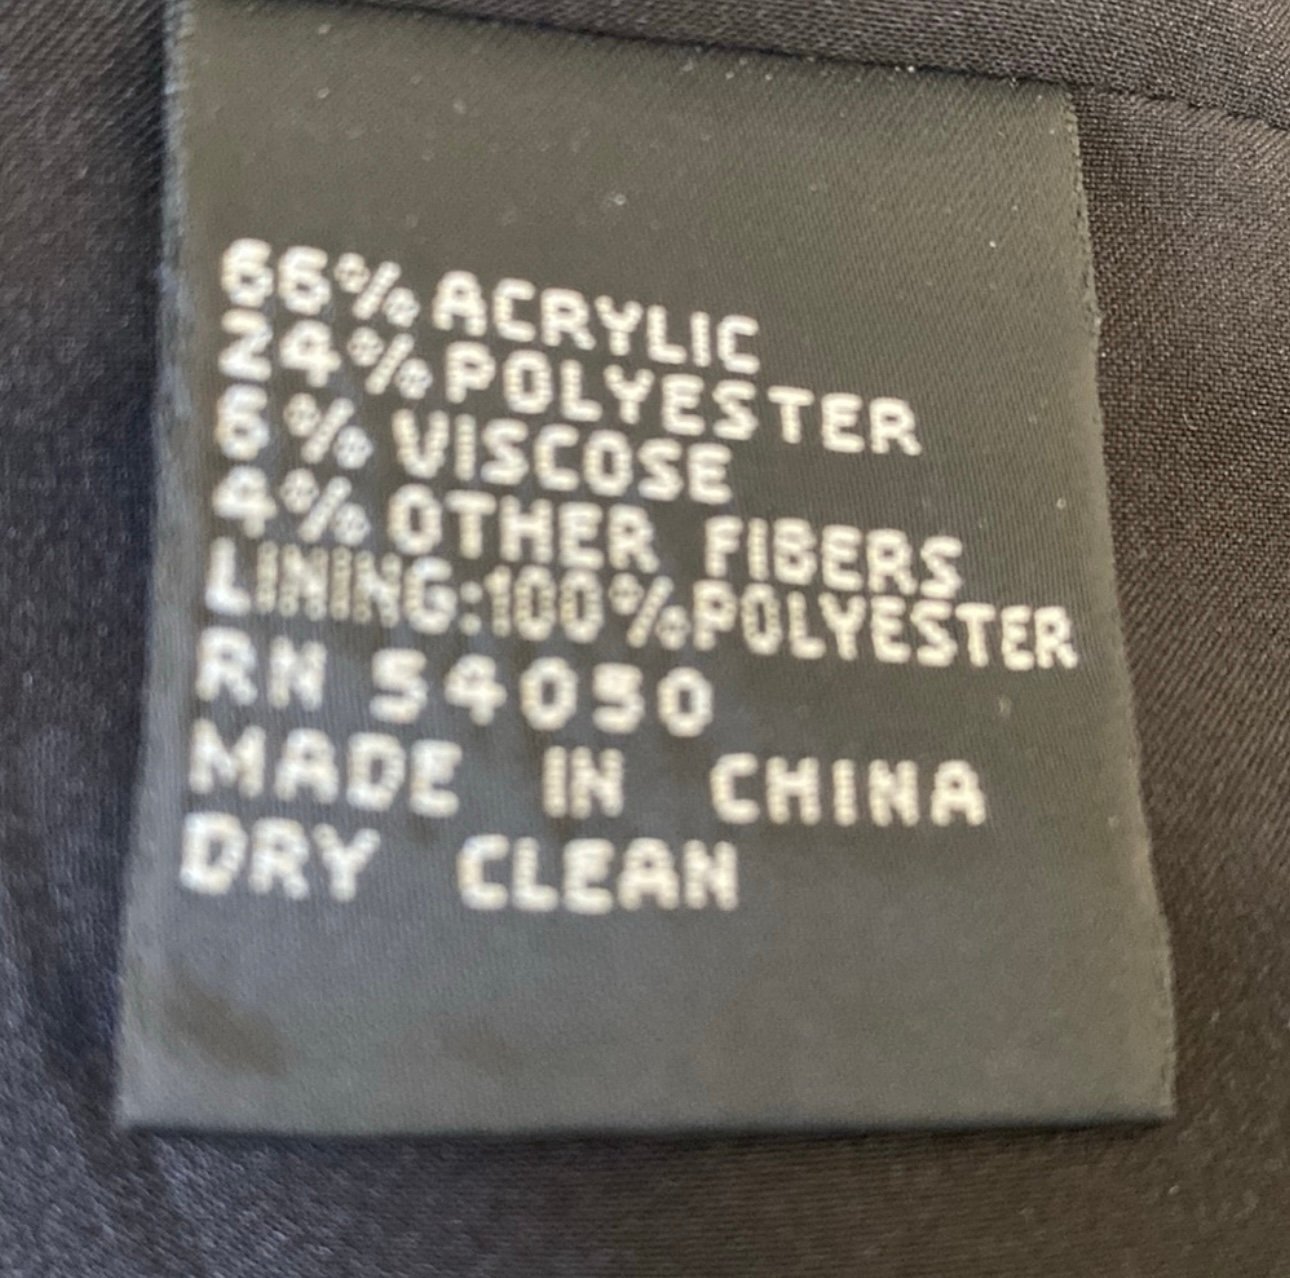 66% ACRYLIC
24% POLYESTER
6% VISCOSE
4% OTHER FIBERS
LINING:100%POLYESTER
RN 54050
MADE IN CHINA
DRY CLEAN